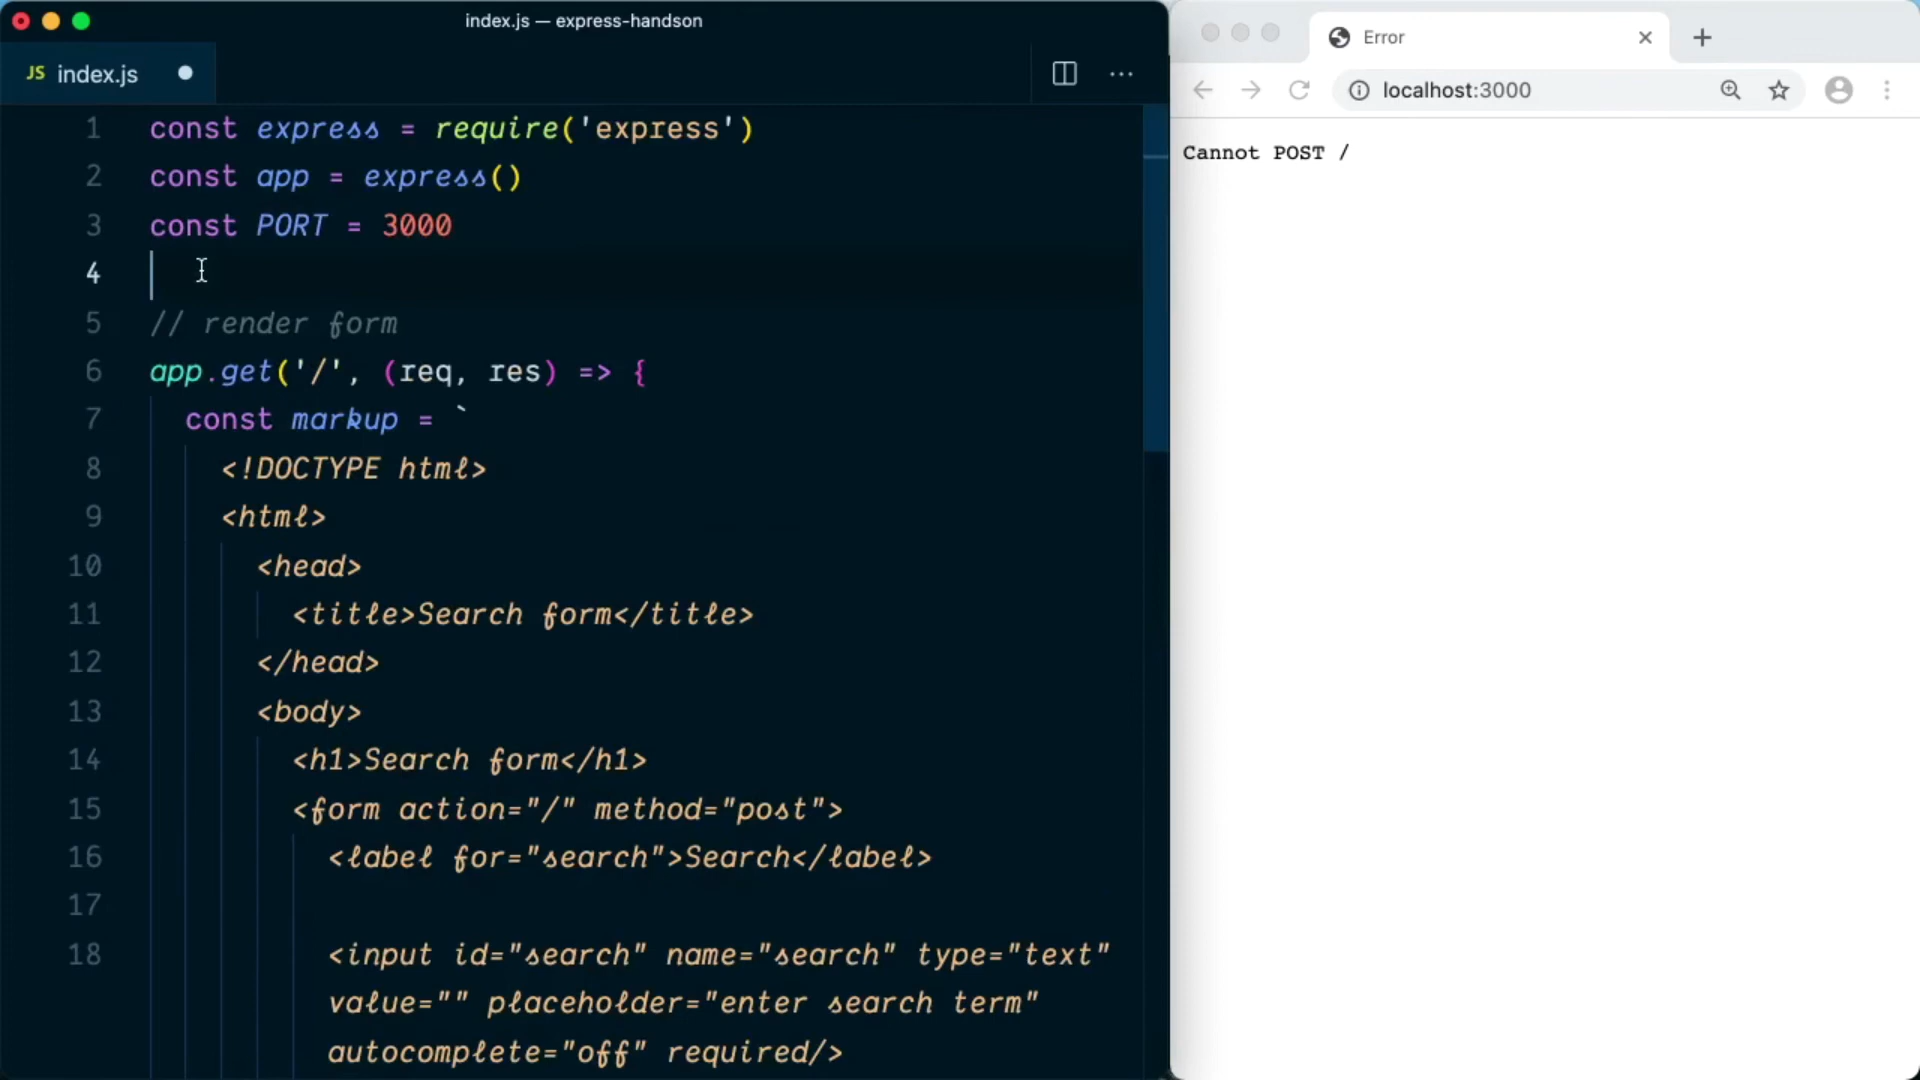 index.js — express-handson
JS index.js
1 const express = require('express')
2 const app = express()
3 const PORT = 3000
4
5 // render form
6 app.get('/', (req, res) => {
7 const markup = `
8 <!DOCTYPE html>
9 <html>
10 <head>
11 <title>Search form</title>
12 </head>
13 <body>
14 <h1>Search form</h1>
15 <form action="/" method="post">
16 <label for="search">Search</label>
17
18 <input id="search" name="search" type="text"
value="" placeholder="enter search term"
autocomplete="off" required/>
Error
localhost:3000
Cannot POST /